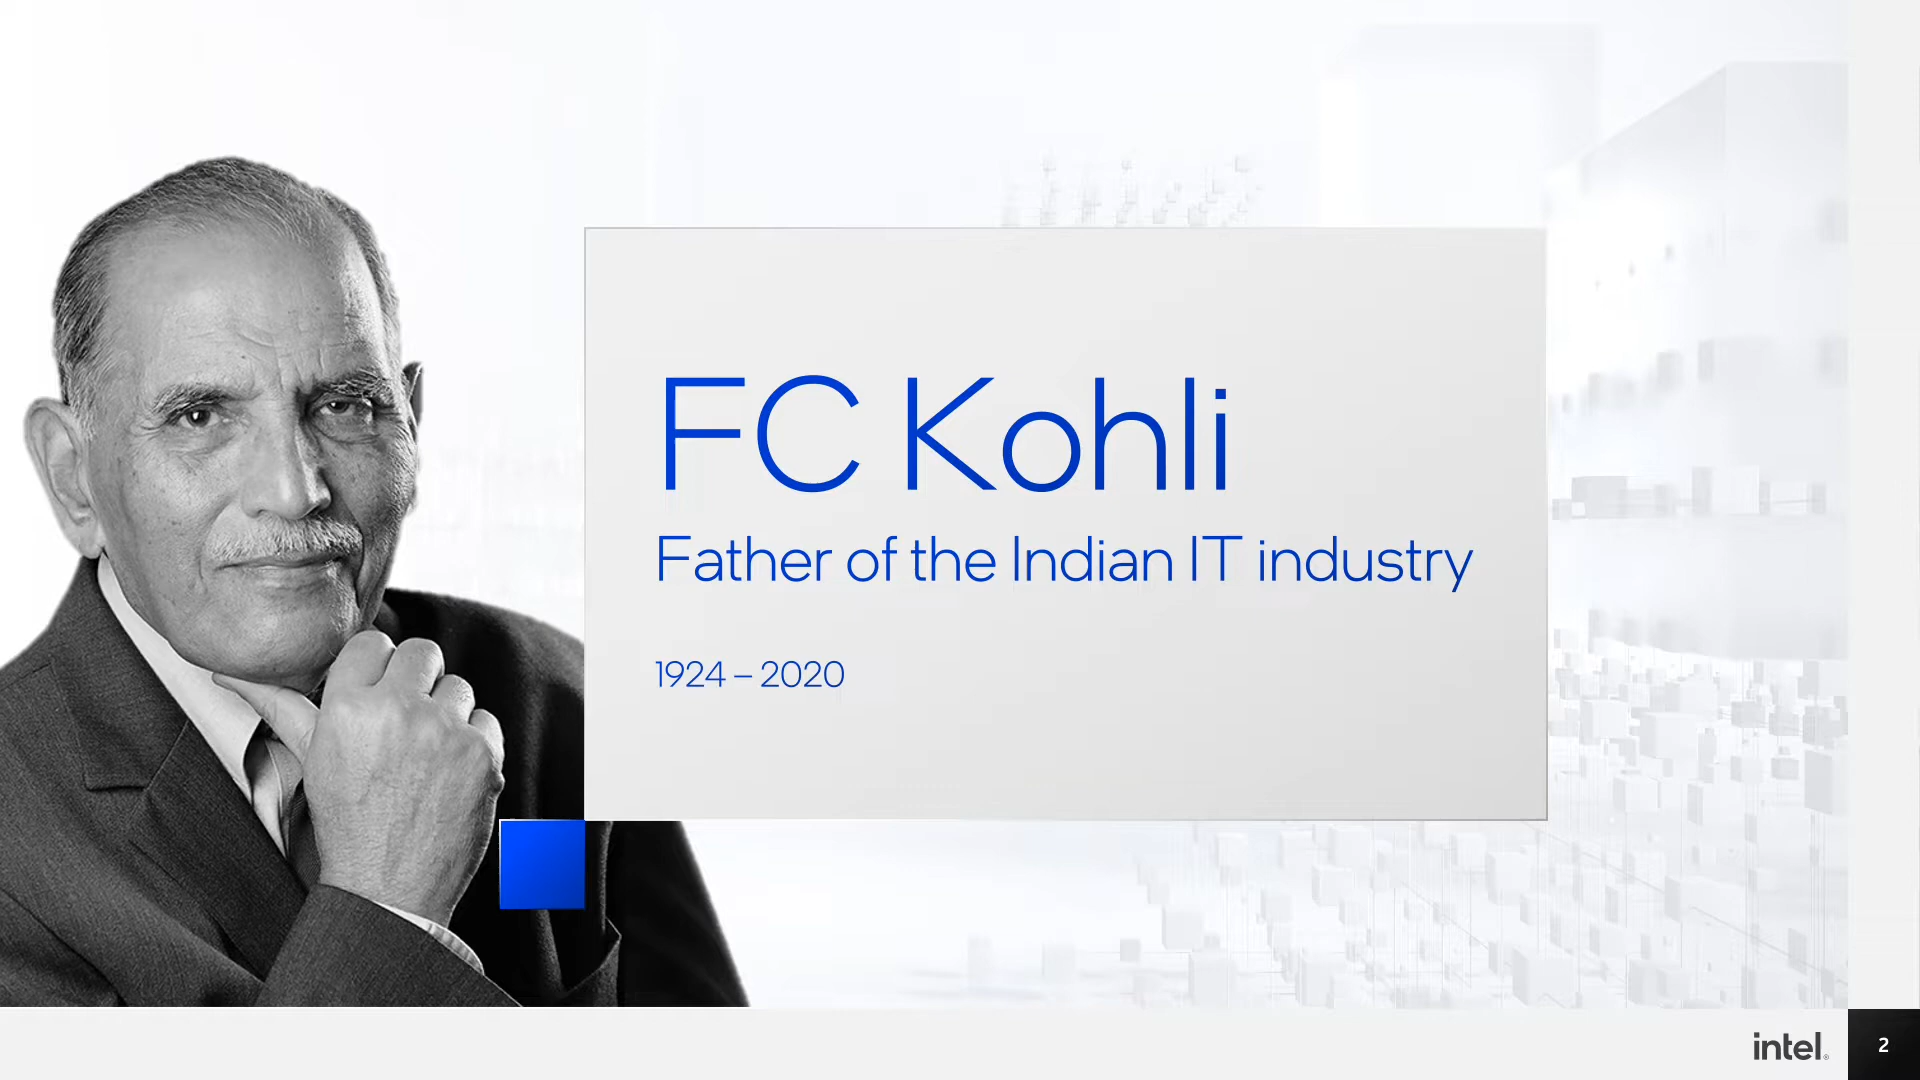 FC Kohli
Father of the Indian IT industry
1924 – 2020
intel.
2